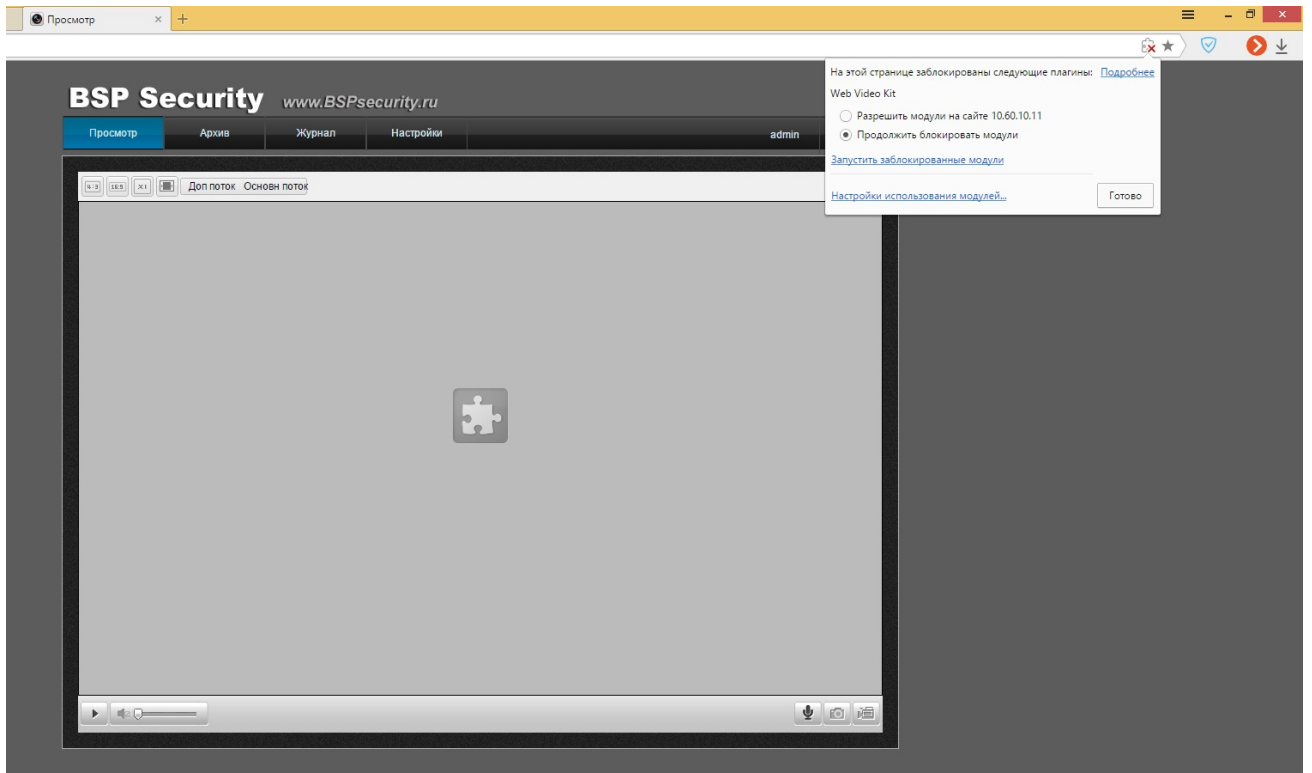 Просмотр
На этой странице заблокированы следующие плагины: Подробнее
Web Video Kit
Разрешить модули на сайте 10.60.10.11
Продолжить блокировать модули
Запустить заблокированные модули
Настройки использования модулей...
Готово
BSP Security www.BSPsecurity.ru
Просмотр Архив Журнал Настройки admin
4:3 16:9 X1 Доп поток Основн поток